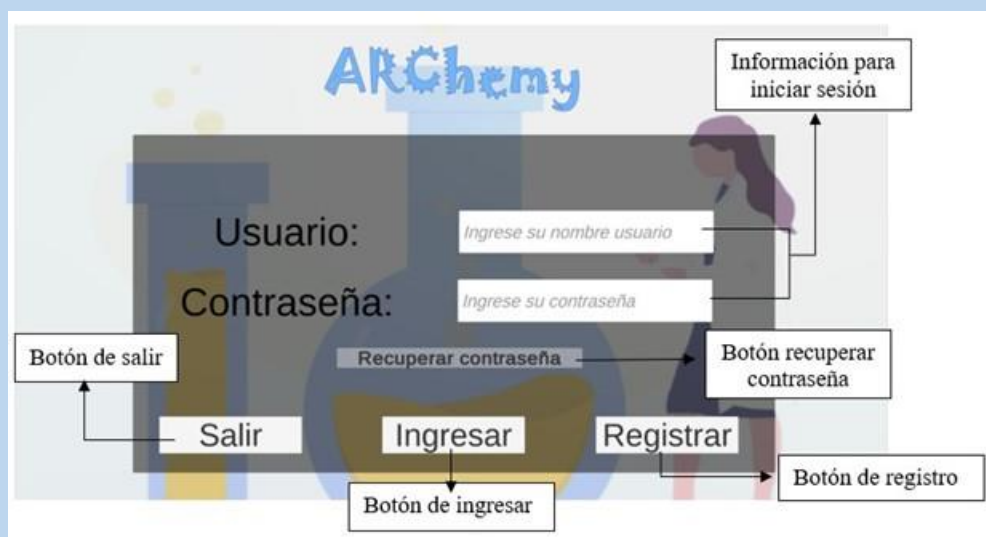 ARChemy
Información para
iniciar sesión
Usuario:
Ingrese su nombre usuario
Contraseña:
Ingrese su contraseña
Botón de salir
Recuperar contraseña
Botón recuperar
contraseña
Salir
Ingresar
Registrar
Botón de registro
Botón de ingresar